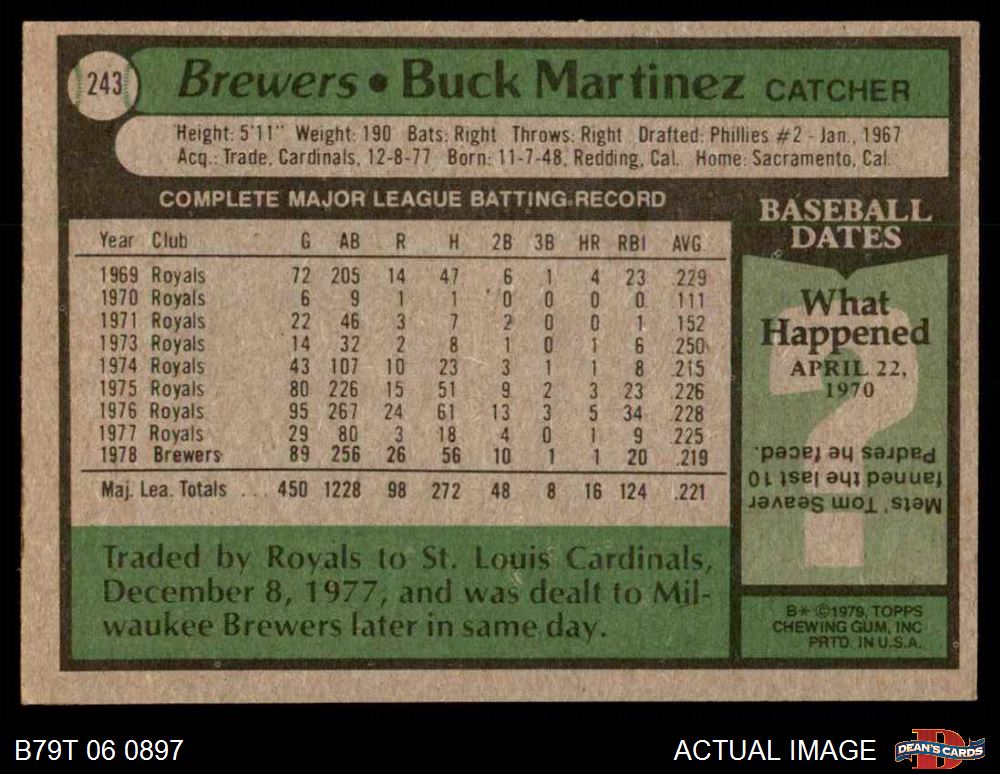 243
Brewers • Buck Martinez CATCHER
Height: 5'11" Weight: 190 Bats: Right Throws: Right Drafted: Phillies #2 - Jan., 1967
Acq.: Trade, Cardinals, 12-8-77 Born: 11-7-48, Redding, Cal. Home: Sacramento, Cal.
COMPLETE MAJOR LEAGUE BATTING RECORD
Year Club G AB R H 2B 3B HR RBI AVG
1969 Royals 72 205 14 47 6 1 4 23 .229
1970 Royals 6 9 1 1 0 0 0 0 .111
1971 Royals 22 46 3 7 2 0 0 1 .152
1973 Royals 14 32 2 8 1 0 1 6 .250
1974 Royals 43 107 10 23 3 1 1 8 .215
1975 Royals 80 226 15 51 9 2 3 23 .226
1976 Royals 95 267 24 61 13 3 5 34 .228
1977 Royals 29 80 3 18 4 0 1 9 .225
1978 Brewers 89 256 26 56 10 1 1 20 .219
Maj. Lea. Totals ... 450 1228 98 272 48 8 16 124 .221
Traded by Royals to St. Louis Cardinals,
December 8, 1977, and was dealt to Mil-
waukee Brewers later in same day.
BASEBALL
DATES
What
Happened
APRIL 22,
1970
?
Mets' Tom Seaver
fanned the last 10
Padres he faced.
B* ©1979, TOPPS
CHEWING GUM, INC
PRTD. IN U.S.A.
B79T 06 0897
ACTUAL IMAGE
D
DEAN'S CARDS